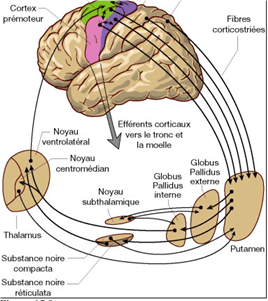 Cortex
prémoteur
Fibres
corticostriées
Efférents corticaux
vers le tronc et
la moelle
Noyau
ventrolatéral
Noyau
centromédian
Globus
Pallidus
externe
Globus
Pallidus
interne
Noyau
subthalamique
Thalamus
Putamen
Substance noire
compacta
Substance noire
réticulata